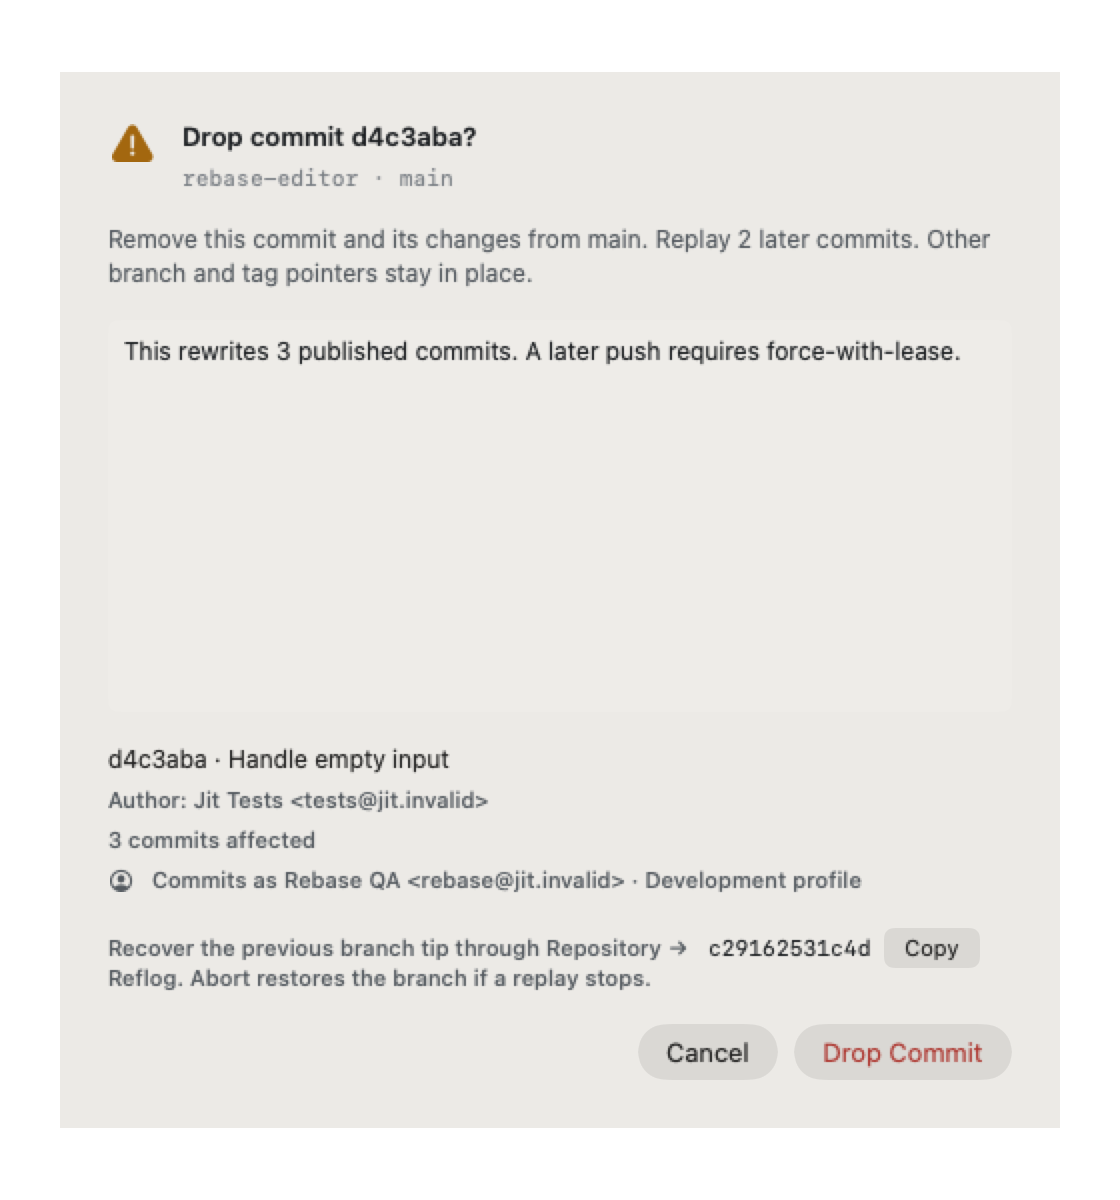 Drop commit d4c3aba?
rebase-editor · main
Remove this commit and its changes from main. Replay 2 later commits. Other
branch and tag pointers stay in place.
This rewrites 3 published commits. A later push requires force-with-lease.
d4c3aba · Handle empty input
Author: Jit Tests <tests@jit.invalid>
3 commits affected
Commits as Rebase QA <rebase@jit.invalid> · Development profile
Recover the previous branch tip through Repository → c29162531c4d Copy
Reflog. Abort restores the branch if a replay stops.
Cancel Drop Commit